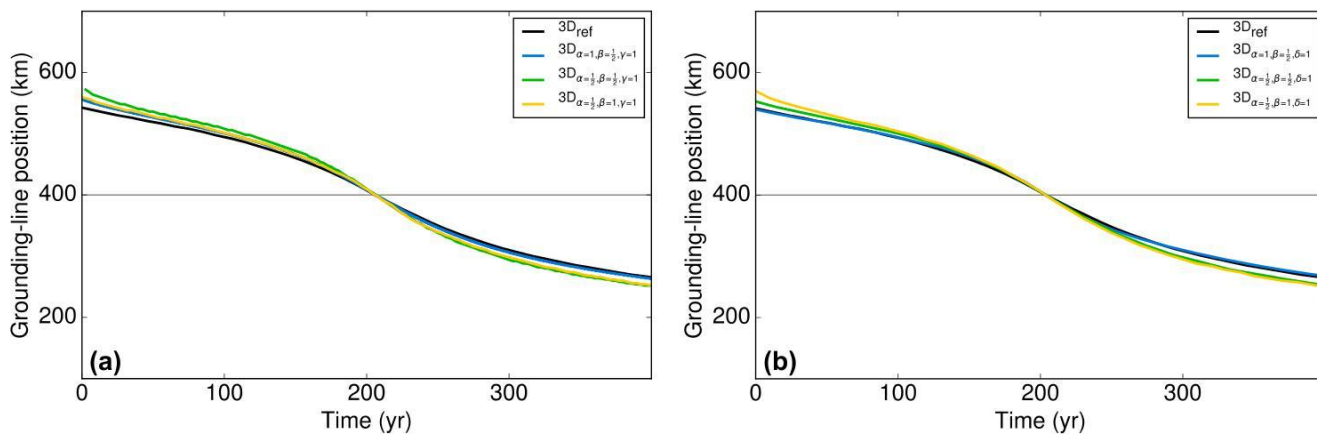 3D_ref
3D_α=1,β=½,γ=1
3D_α=½,β=½,γ=1
3D_α=½,β=1,γ=1
Grounding-line position (km)
600
400
200
(a)
0 100 200 300
Time (yr)
3D_ref
3D_α=1,β=½,δ=1
3D_α=½,β=½,δ=1
3D_α=½,β=1,δ=1
Grounding-line position (km)
600
400
200
(b)
0 100 200 300
Time (yr)